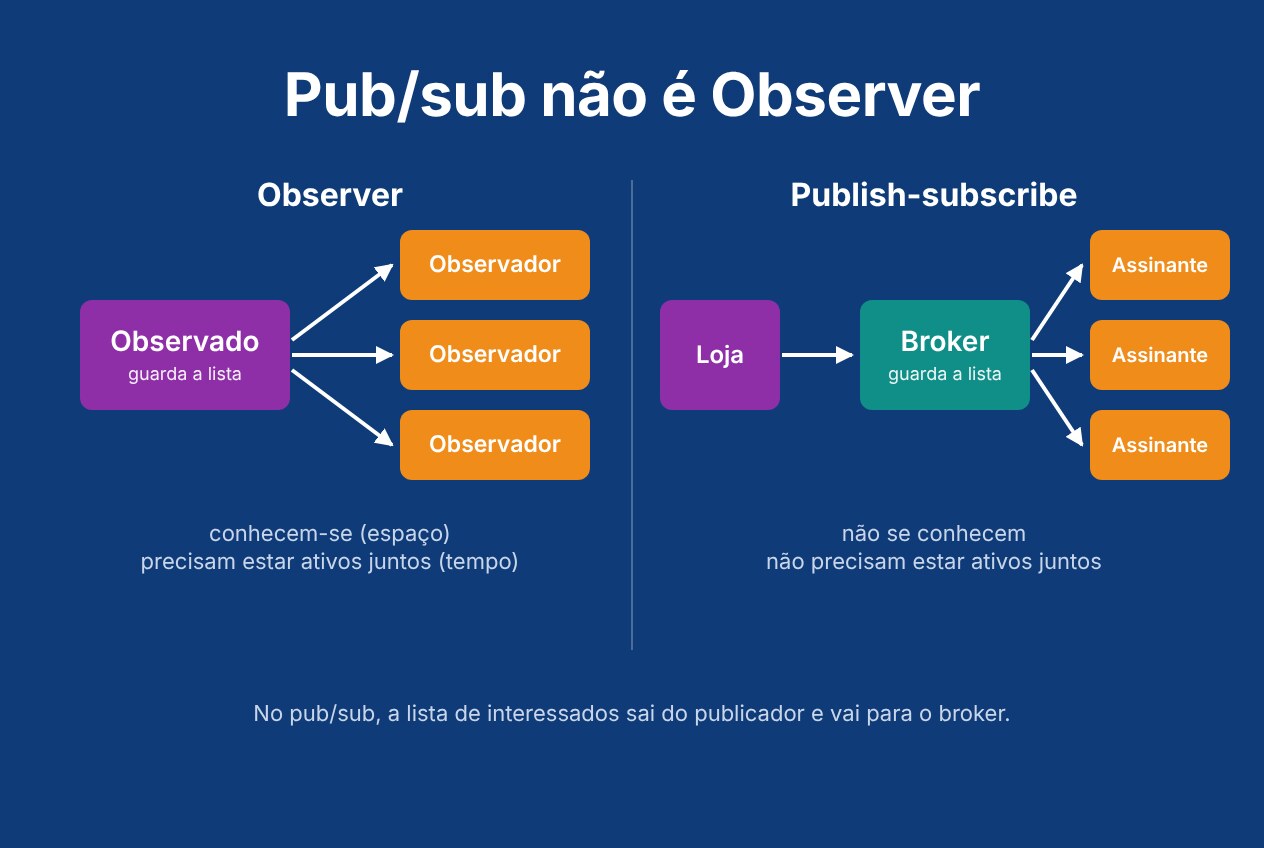 Pub/sub não é Observer
Observer
Observado
guarda a lista
Observador
Observador
Observador
conhecem-se (espaço)
precisam estar ativos juntos (tempo)
Publish-subscribe
Loja
Broker
guarda a lista
Assinante
Assinante
Assinante
não se conhecem
não precisam estar ativos juntos
No pub/sub, a lista de interessados sai do publicador e vai para o broker.